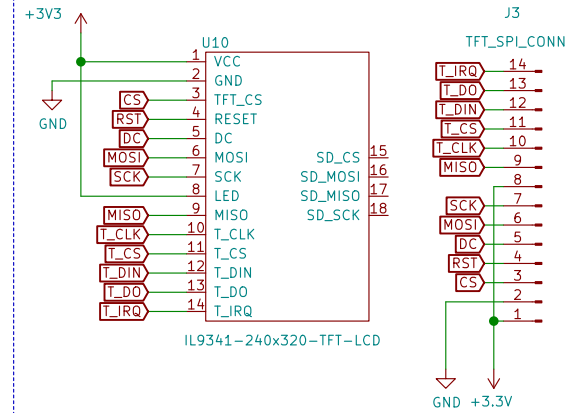 +3V3
J3
U10
TFT_SPI_CONN
1 VCC
2 GND
CS 3 TFT_CS
RST 4 RESET
DC 5 DC
MOSI 6 MOSI
SCK 7 SCK
8 LED
MISO 9 MISO
T_CLK 10 T_CLK
T_CS 11 T_CS
T_DIN 12 T_DIN
T_DO 13 T_DO
T_IRQ 14 T_IRQ
GND
SD_CS 15
SD_MOSI 16
SD_MISO 17
SD_SCK 18
IL9341-240x320-TFT-LCD
T_IRQ 14
T_DO 13
T_DIN 12
T_CS 11
T_CLK 10
MISO 9
8
SCK 7
MOSI 6
DC 5
RST 4
CS 3
2
1
GND +3.3V